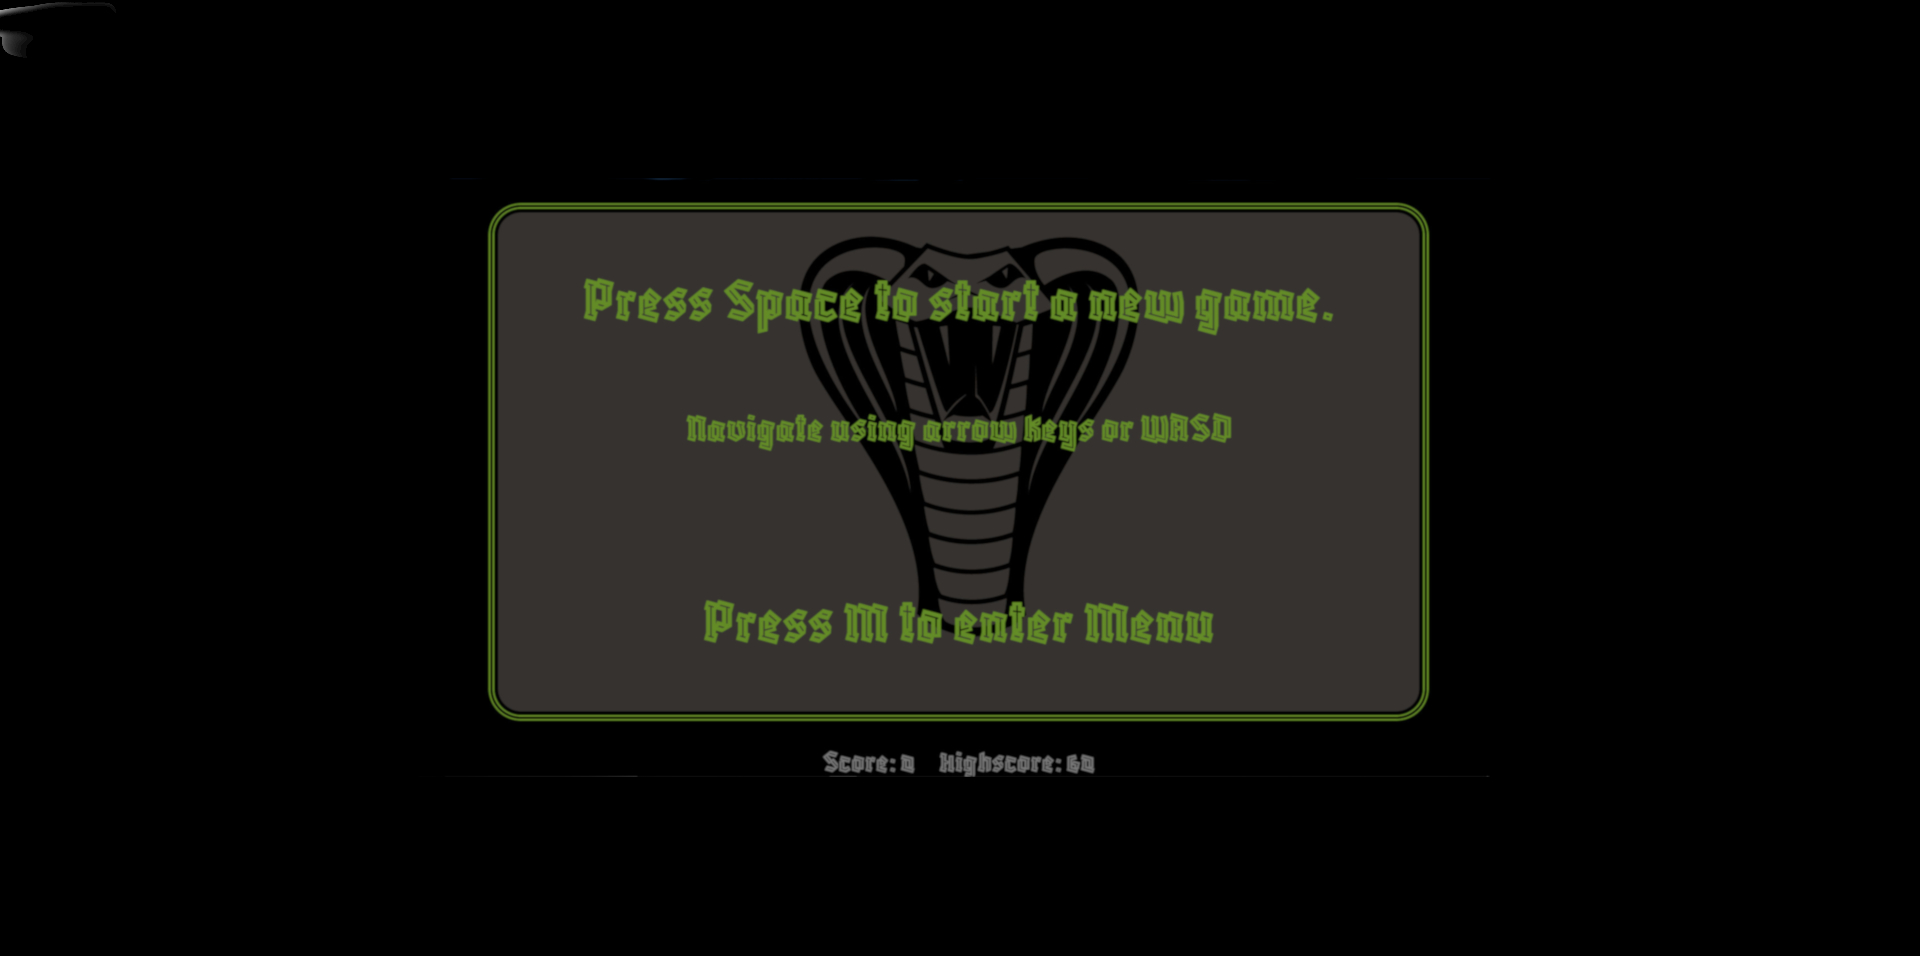 Press Space to start a new game.
Navigate using arrow keys or WASD
Press M to enter Menu
Score: 0 Highscore: 60